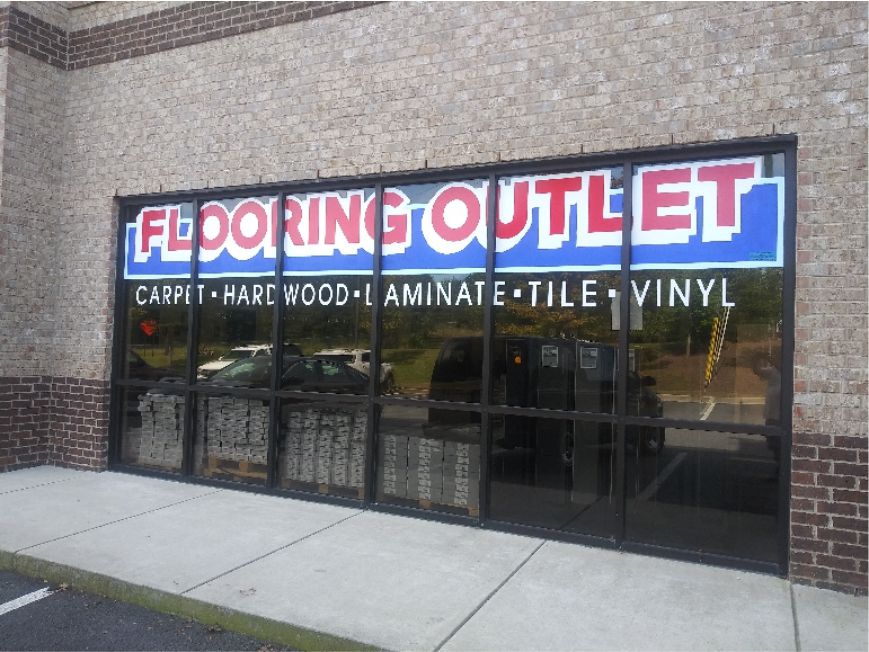 FLOORING OUTLET
CARPET · HARDWOOD · LAMINATE · TILE · VINYL